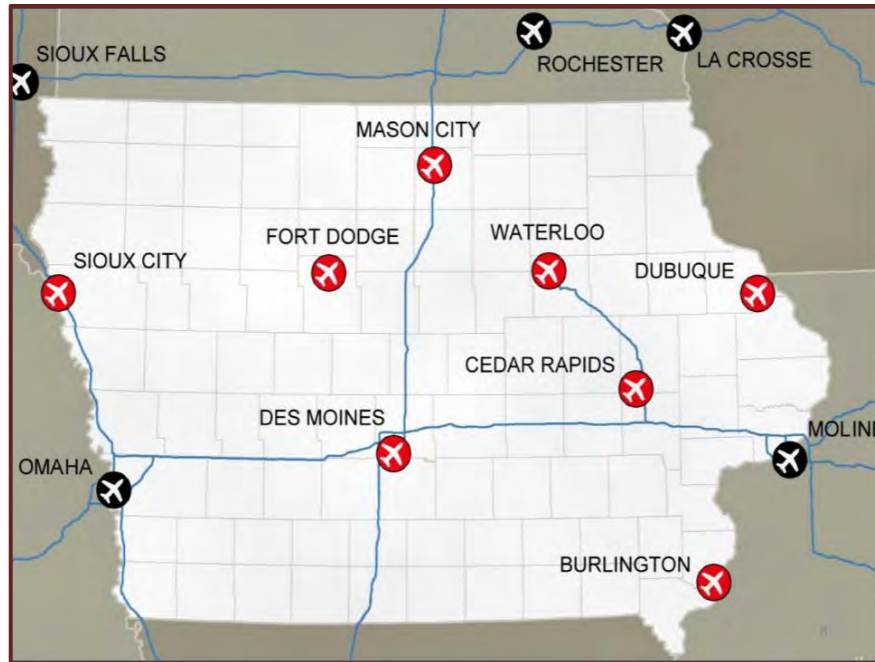 SIOUX FALLS
ROCHESTER
LA CROSSE
MASON CITY
FORT DODGE
WATERLOO
SIOUX CITY
DUBUQUE
CEDAR RAPIDS
DES MOINES
MOLINE
OMAHA
BURLINGTON